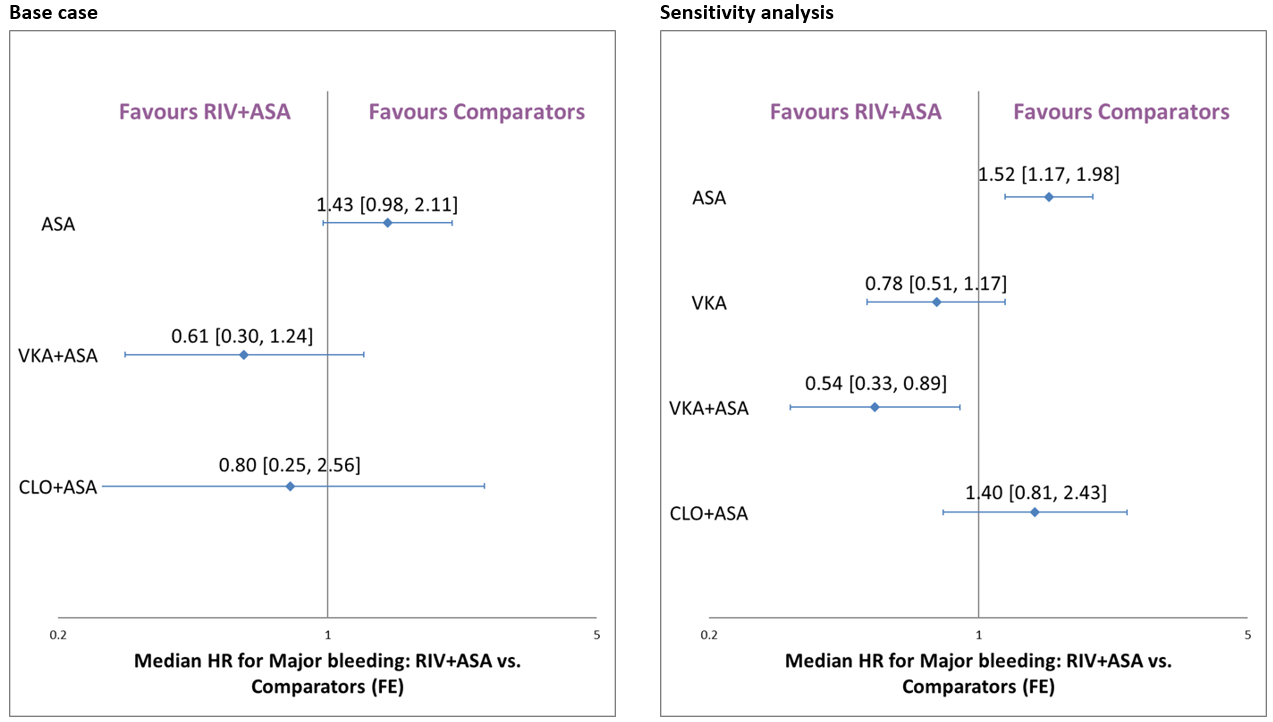 Base case
Favours RIV+ASA Favours Comparators
1.43 [0.98, 2.11]
ASA
0.61 [0.30, 1.24]
VKA+ASA
0.80 [0.25, 2.56]
CLO+ASA
0.2 1 5
Median HR for Major bleeding: RIV+ASA vs.
Comparators (FE)
Sensitivity analysis
Favours RIV+ASA Favours Comparators
1.52 [1.17, 1.98]
ASA
0.78 [0.51, 1.17]
VKA
0.54 [0.33, 0.89]
VKA+ASA
1.40 [0.81, 2.43]
CLO+ASA
0.2 1 5
Median HR for Major bleeding: RIV+ASA vs.
Comparators (FE)